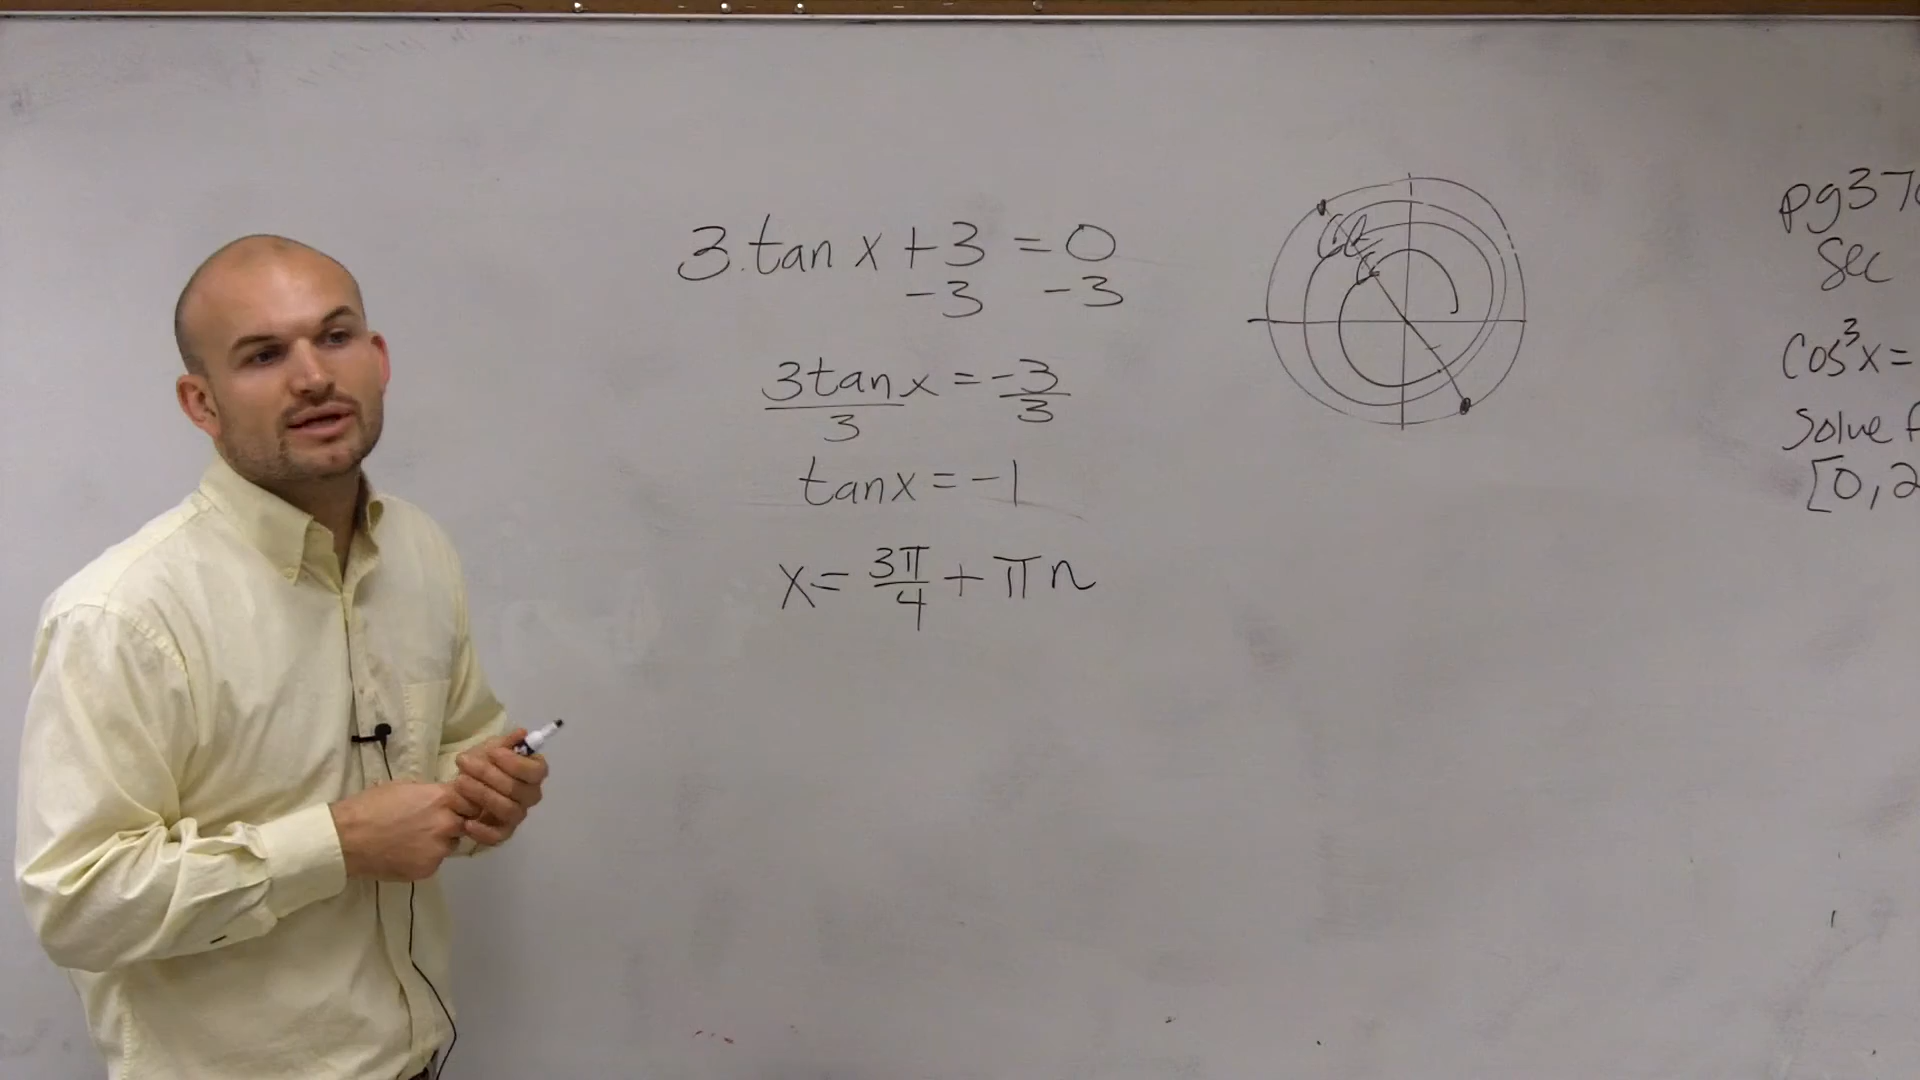 3 · tan x + 3 = 0
-3 -3
3tan x = -3
3 3
tan x = -1
x = 3π/4 + πn
Sec
cos³x =
Solve
[0, 2